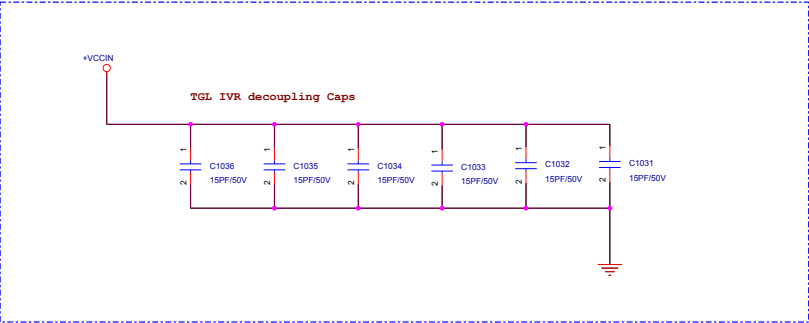 +VCCIN
TGL IVR decoupling Caps
1 C1036 15PF/50V 2
1 C1035 15PF/50V 2
1 C1034 15PF/50V 2
1 C1033 15PF/50V 2
1 C1032 15PF/50V 2
1 C1031 15PF/50V 2